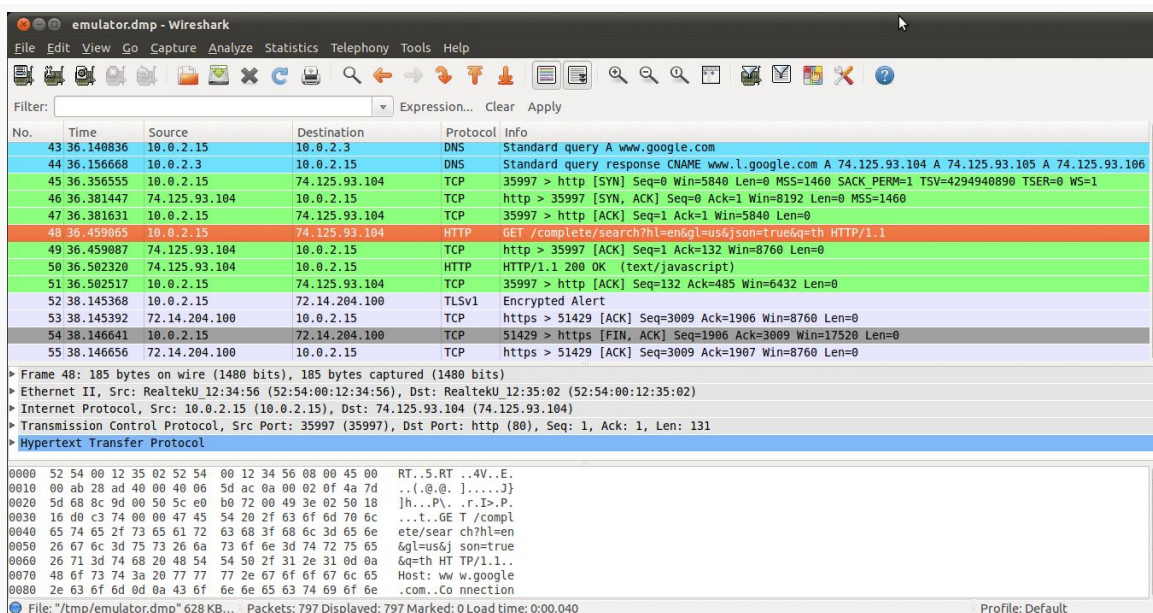 emulator.dmp - Wireshark
File Edit View Go Capture Analyze Statistics Telephony Tools Help
Filter: Expression... Clear Apply
No. Time Source Destination Protocol Info
43 36.140836 10.0.2.15 10.0.2.3 DNS Standard query A www.google.com
44 36.156668 10.0.2.3 10.0.2.15 DNS Standard query response CNAME www.l.google.com A 74.125.93.104 A 74.125.93.105 A 74.125.93.106
45 36.356555 10.0.2.15 74.125.93.104 TCP 35997 > http [SYN] Seq=0 Win=5840 Len=0 MSS=1460 SACK_PERM=1 TSV=4294940890 TSER=0 WS=1
46 36.381447 74.125.93.104 10.0.2.15 TCP http > 35997 [SYN, ACK] Seq=0 Ack=1 Win=8192 Len=0 MSS=1460
47 36.381631 10.0.2.15 74.125.93.104 TCP 35997 > http [ACK] Seq=1 Ack=1 Win=5840 Len=0
48 36.459065 10.0.2.15 74.125.93.104 HTTP GET /complete/search?hl=en&gl=us&json=true&q=th HTTP/1.1
49 36.459087 74.125.93.104 10.0.2.15 TCP http > 35997 [ACK] Seq=1 Ack=132 Win=8760 Len=0
50 36.502320 74.125.93.104 10.0.2.15 HTTP HTTP/1.1 200 OK (text/javascript)
51 36.502517 10.0.2.15 74.125.93.104 TCP 35997 > http [ACK] Seq=132 Ack=485 Win=6432 Len=0
52 38.145368 10.0.2.15 72.14.204.100 TLSv1 Encrypted Alert
53 38.145392 72.14.204.100 10.0.2.15 TCP https > 51429 [ACK] Seq=3009 Ack=1906 Win=8760 Len=0
54 38.146641 10.0.2.15 72.14.204.100 TCP 51429 > https [FIN, ACK] Seq=1906 Ack=3009 Win=17520 Len=0
55 38.146656 72.14.204.100 10.0.2.15 TCP https > 51429 [ACK] Seq=3009 Ack=1907 Win=8760 Len=0
Frame 48: 185 bytes on wire (1480 bits), 185 bytes captured (1480 bits)
Ethernet II, Src: RealtekU_12:34:56 (52:54:00:12:34:56), Dst: RealtekU_12:35:02 (52:54:00:12:35:02)
Internet Protocol, Src: 10.0.2.15 (10.0.2.15), Dst: 74.125.93.104 (74.125.93.104)
Transmission Control Protocol, Src Port: 35997 (35997), Dst Port: http (80), Seq: 1, Ack: 1, Len: 131
Hypertext Transfer Protocol
0000 52 54 00 12 35 02 52 54 00 12 34 56 08 00 45 00 RT..5.RT ..4V..E.
0010 00 ab 28 ad 40 00 40 06 5d ac 0a 00 02 0f 4a 7d ..(.@.@. ].....J}
0020 5d 68 8c 9d 00 50 5c e0 b0 72 00 49 3e 02 50 18 ]h...P\. .r.I>.P.
0030 16 d0 c3 74 00 00 47 45 54 20 2f 63 6f 6d 70 6c ...t..GE T /compl
0040 65 74 65 2f 73 65 61 72 63 68 3f 68 6c 3d 65 6e ete/sear ch?hl=en
0050 26 67 6c 3d 75 73 26 6a 73 6f 6e 3d 74 72 75 65 &gl=us&j son=true
0060 26 71 3d 74 68 20 48 54 54 50 2f 31 2e 31 0d 0a &q=th HT TP/1.1..
0070 48 6f 73 74 3a 20 77 77 77 2e 67 6f 6f 67 6c 65 Host: ww w.google
0080 2e 63 6f 6d 0d 0a 43 6f 6e 6e 65 63 74 69 6f 6e .com..Co nnection
File: "/tmp/emulator.dmp" 628 KB... Packets: 797 Displayed: 797 Marked: 0 Load time: 0:00.040 Profile: Default